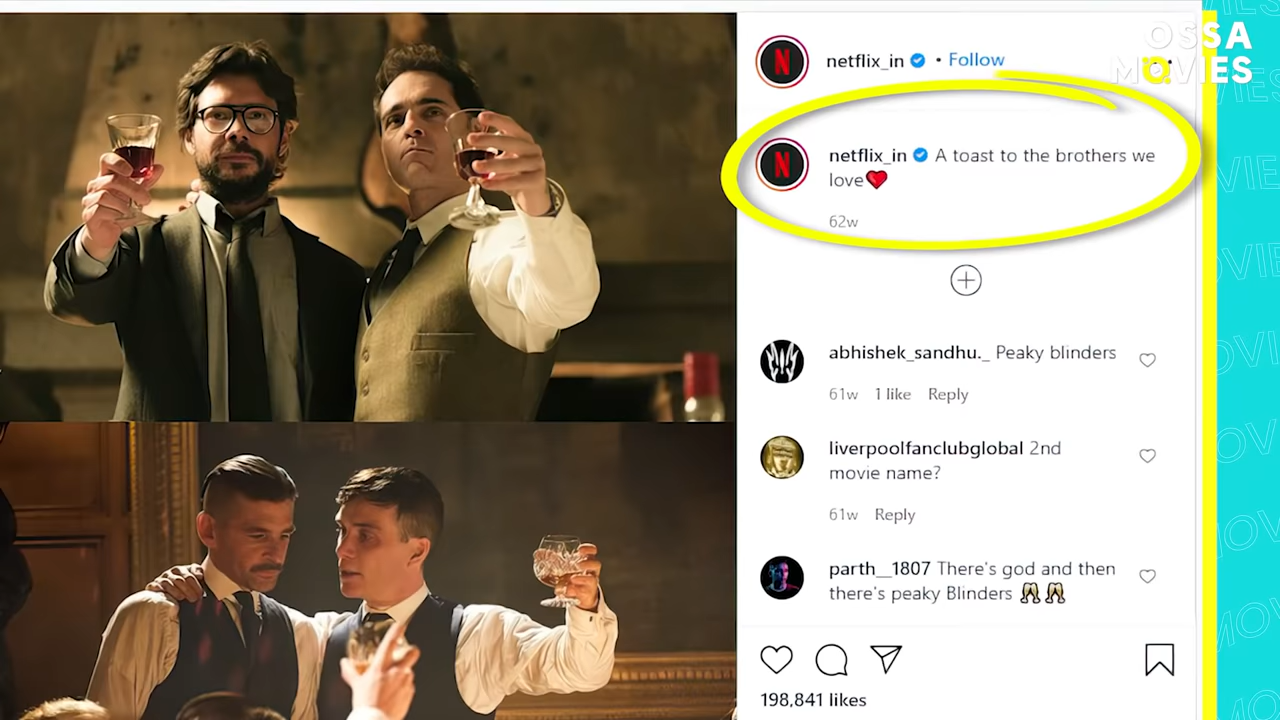 OSSA
MOVIES
netflix_in • Follow
netflix_in A toast to the brothers we
love❤️
62w
abhishek_sandhu._ Peaky blinders
61w 1 like Reply
liverpoolfanclubglobal 2nd
movie name?
61w Reply
parth__1807 There's god and then
there's peaky Blinders 🥂🥂
198,841 likes